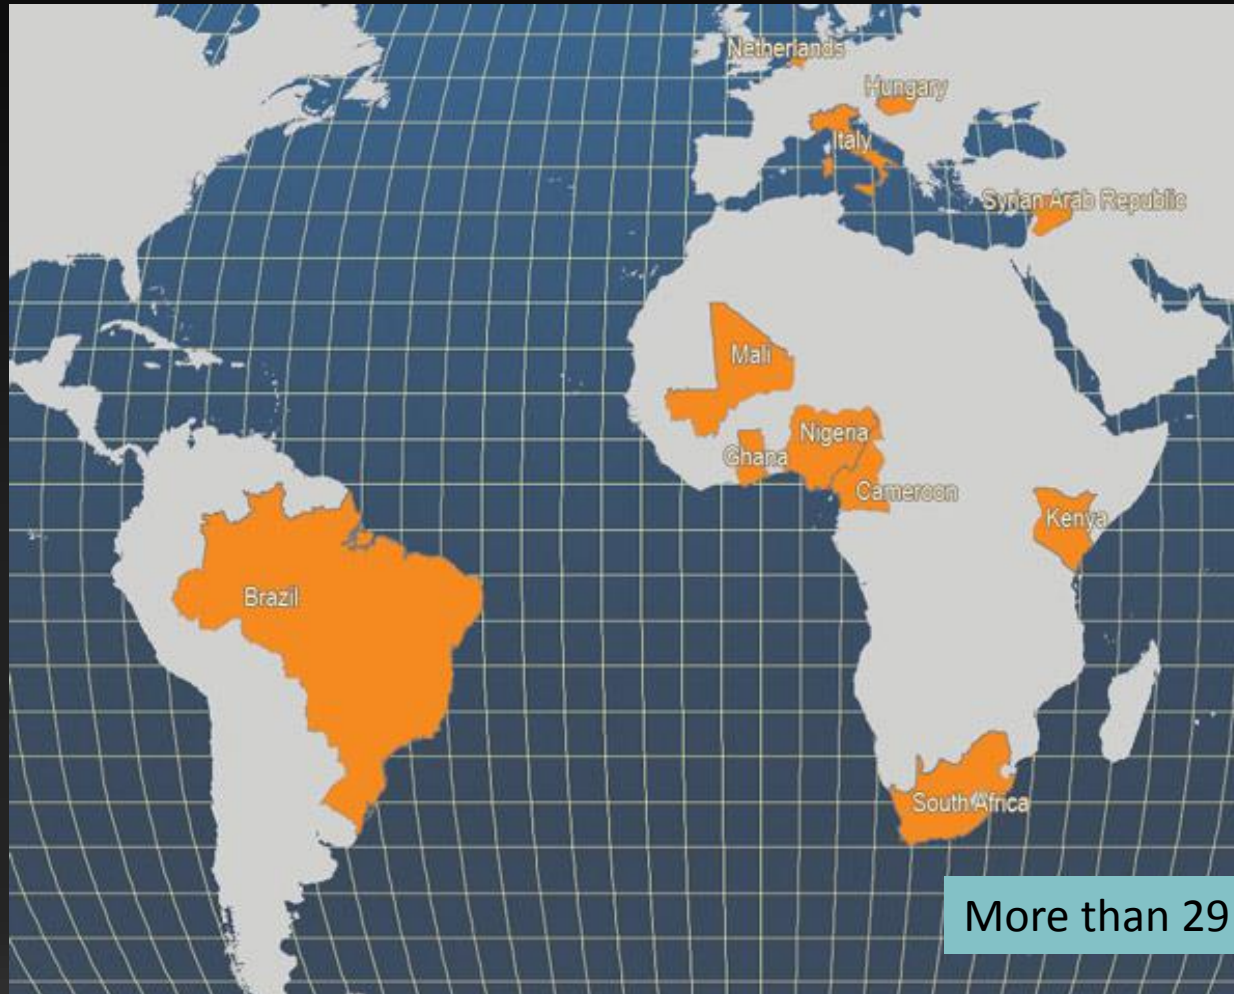 Netherlands
Hungary
Italy
Syrian Arab Republic
Mali
Nigeria
Ghana
Cameroon
Kenya
Brazil
South Africa
More than 29